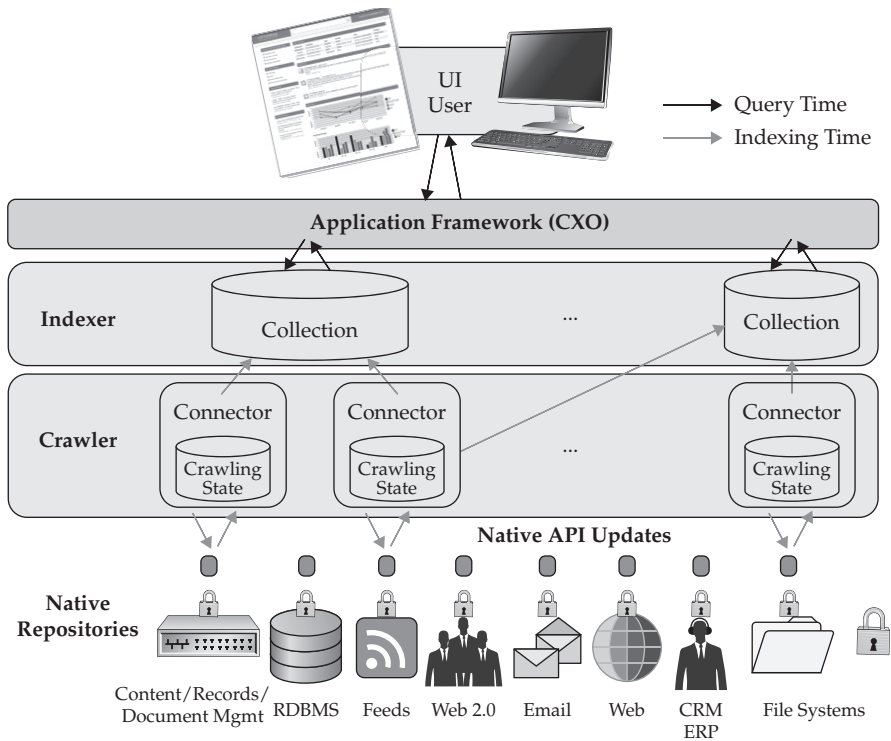 UI
User
Query Time
Indexing Time
Application Framework (CXO)
Indexer
Collection
...
Collection
Crawler
Connector
Crawling
State
Connector
Crawling
State
...
Connector
Crawling
State
Native API Updates
Native
Repositories
Content/Records/
Document Mgmt
RDBMS
Feeds
Web 2.0
Email
Web
CRM
ERP
File Systems